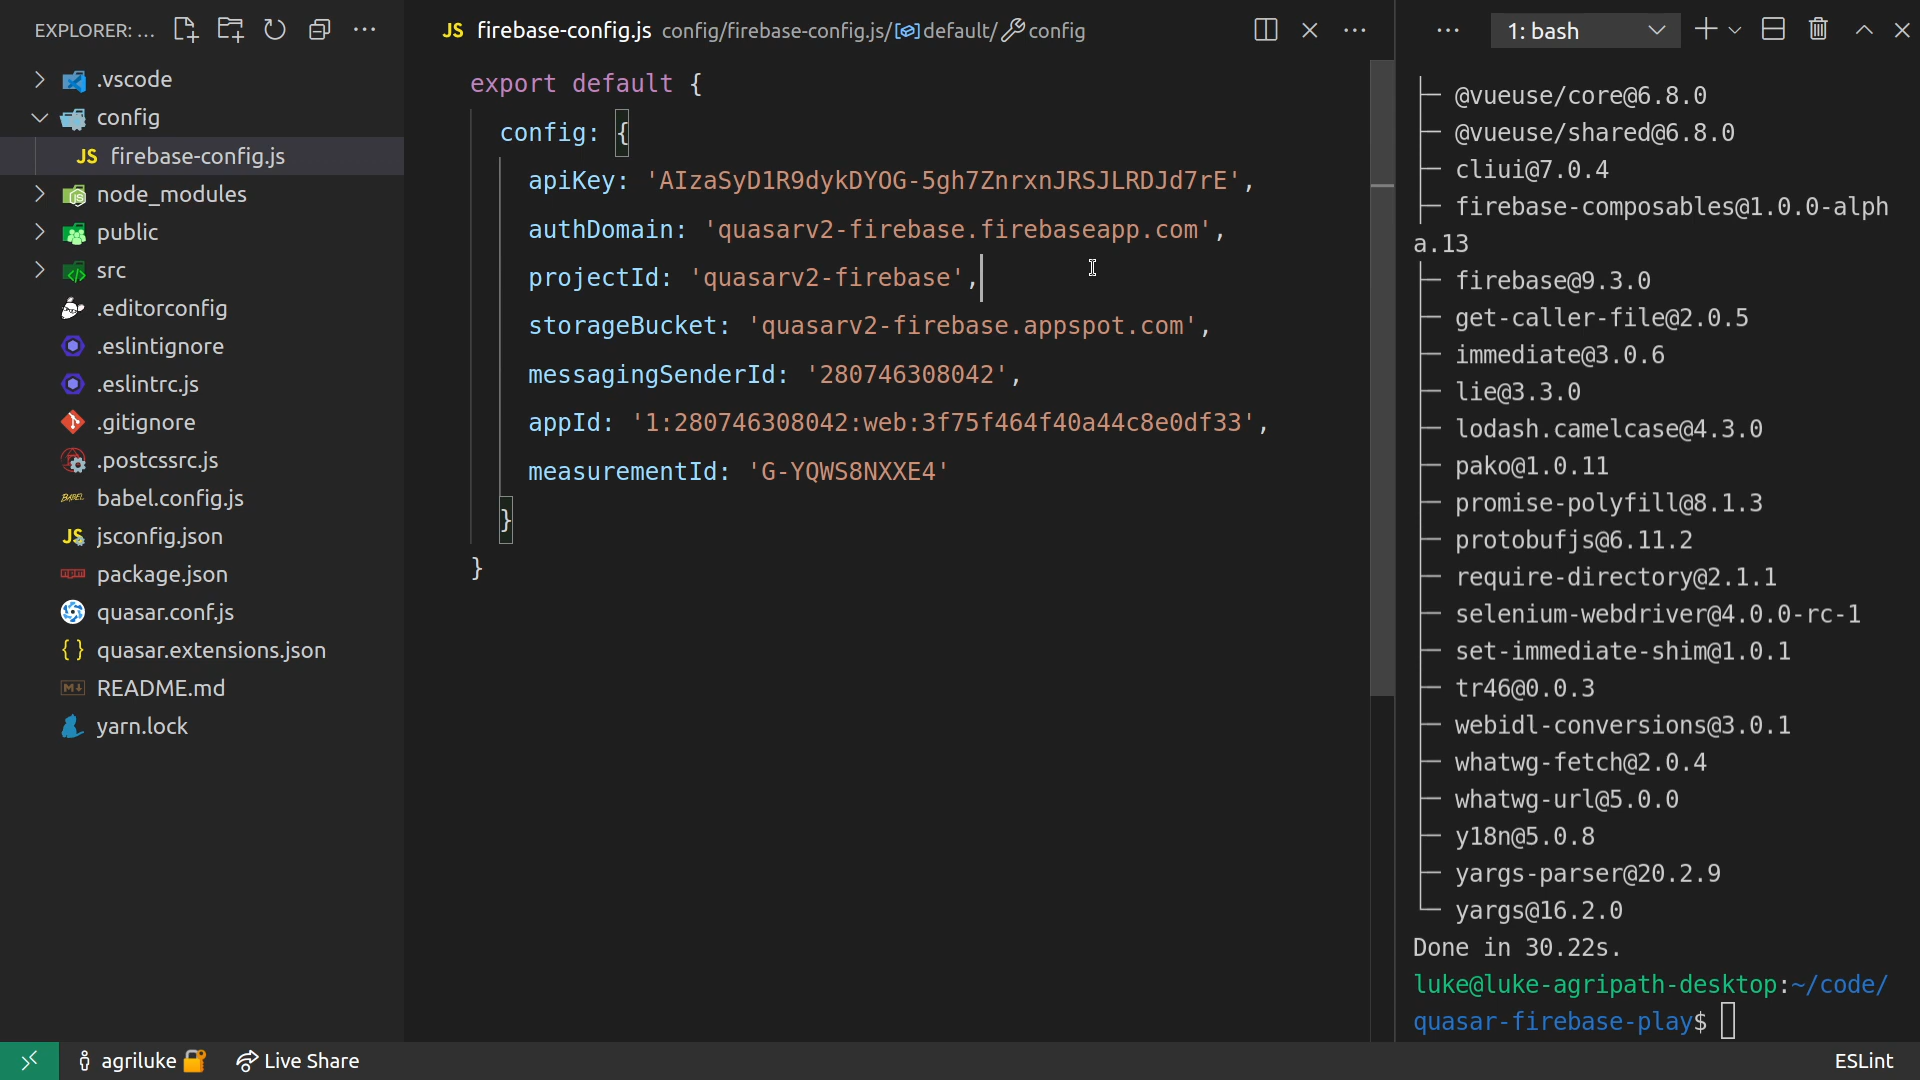 EXPLORER: ...
.vscode
config
JS firebase-config.js
node_modules
public
src
.editorconfig
.eslintignore
.eslintrc.js
.gitignore
.postcssrc.js
BABEL babel.config.js
JS jsconfig.json
package.json
quasar.conf.js
{ } quasar.extensions.json
M README.md
yarn.lock
JS firebase-config.js config/firebase-config.js/default/config
export default {
config: {
apiKey: 'AIzaSyD1R9dykDYOG-5gh7ZnrxnJRSJLRDJd7rE',
authDomain: 'quasarv2-firebase.firebaseapp.com',
projectId: 'quasarv2-firebase',
storageBucket: 'quasarv2-firebase.appspot.com',
messagingSenderId: '280746308042',
appId: '1:280746308042:web:3f75f464f40a44c8e0df33',
measurementId: 'G-YQWS8NXXE4'
}
}
1: bash
├─ @vueuse/core@6.8.0
├─ @vueuse/shared@6.8.0
├─ cliui@7.0.4
├─ firebase-composables@1.0.0-alph
a.13
├─ firebase@9.3.0
├─ get-caller-file@2.0.5
├─ immediate@3.0.6
├─ lie@3.3.0
├─ lodash.camelcase@4.3.0
├─ pako@1.0.11
├─ promise-polyfill@8.1.3
├─ protobufjs@6.11.2
├─ require-directory@2.1.1
├─ selenium-webdriver@4.0.0-rc-1
├─ set-immediate-shim@1.0.1
├─ tr46@0.0.3
├─ webidl-conversions@3.0.1
├─ whatwg-fetch@2.0.4
├─ whatwg-url@5.0.0
├─ y18n@5.0.8
├─ yargs-parser@20.2.9
└─ yargs@16.2.0
Done in 30.22s.
luke@luke-agripath-desktop:~/code/
quasar-firebase-play$
agriluke
Live Share
ESLint